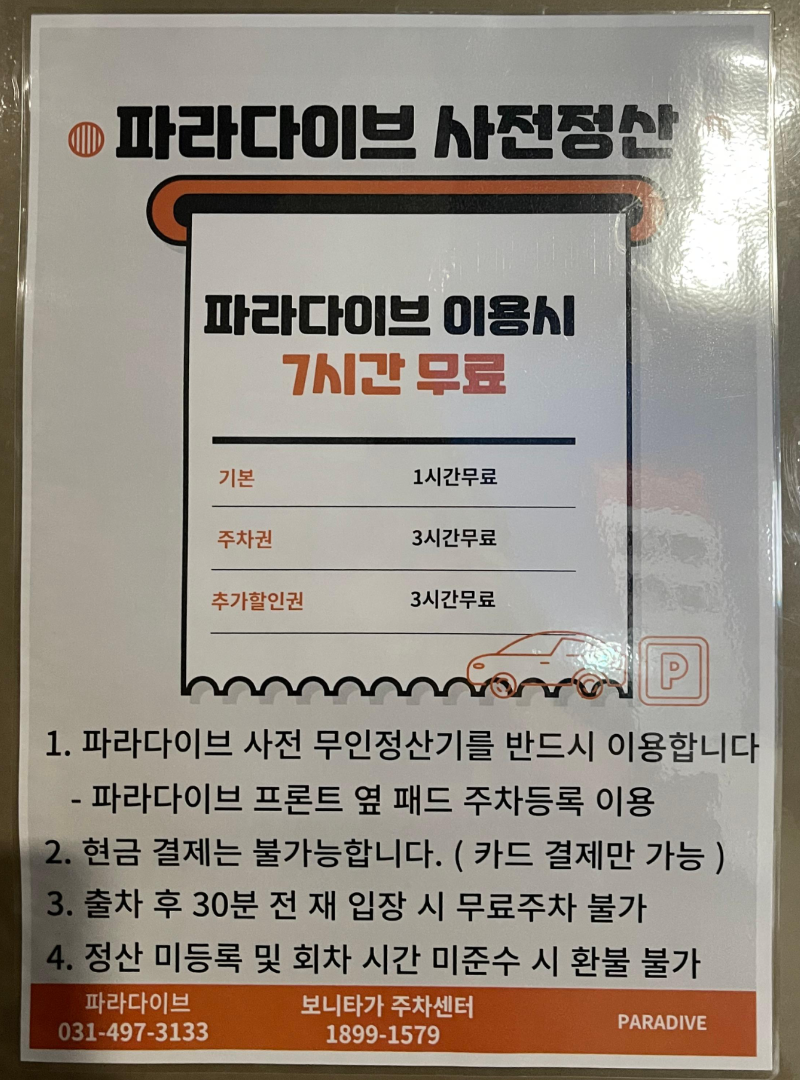 파라다이브 사전정산
파라다이브 이용시
7시간 무료
기본 1시간무료
주차권 3시간무료
추가할인권 3시간무료
P
1. 파라다이브 사전 무인정산기를 반드시 이용합니다
- 파라다이브 프론트 옆 패드 주차등록 이용
2. 현금 결제는 불가능합니다. ( 카드 결제만 가능 )
3. 출차 후 30분 전 재 입장 시 무료주차 불가
4. 정산 미등록 및 회차 시간 미준수 시 환불 불가
파라다이브 보니타가 주차센터
031-497-3133 1899-1579 PARADIVE